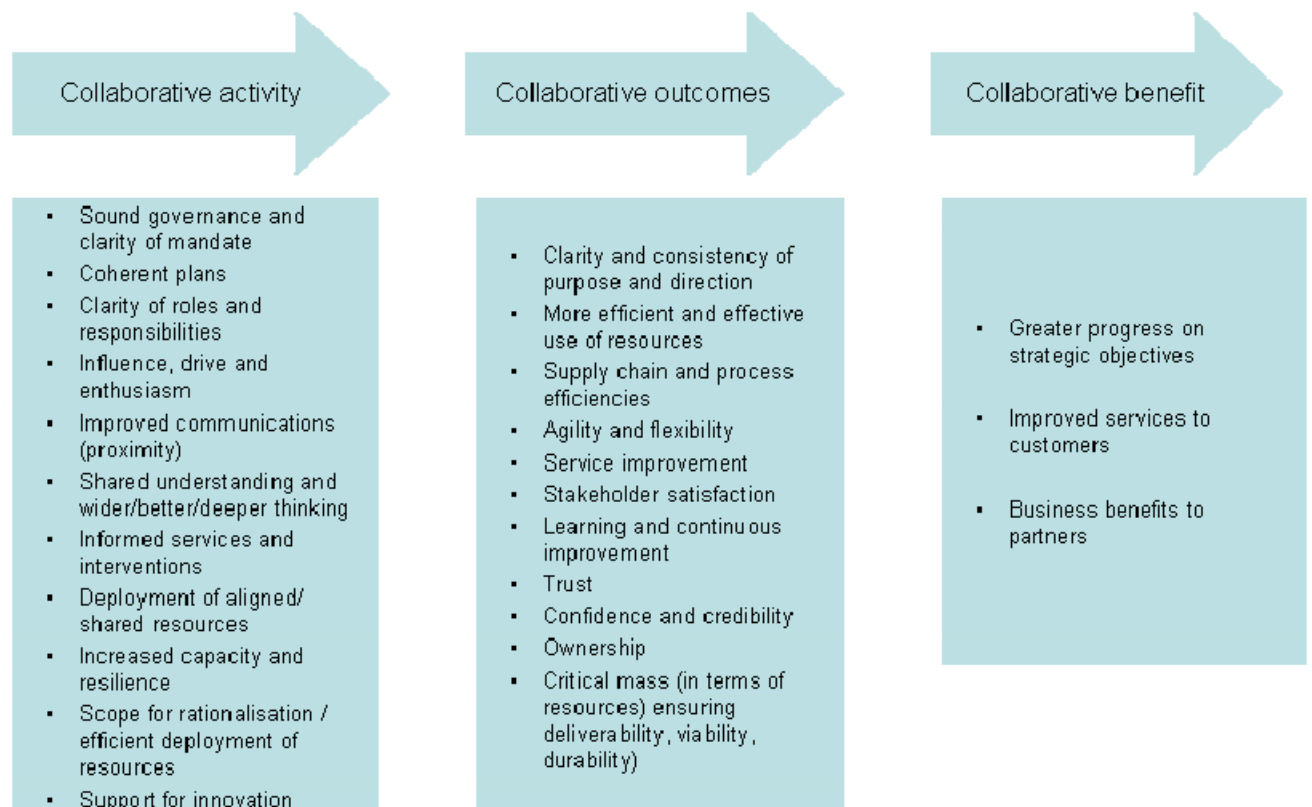 Collaborative activity
Collaborative outcomes
Collaborative benefit
▪ Sound governance and
clarity of mandate
▪ Coherent plans
▪ Clarity of roles and
responsibilities
▪ Influence, drive and
enthusiasm
▪ Improved communications
(proximity)
▪ Shared understanding and
wider/better/deeper thinking
▪ Informed services and
interventions
▪ Deployment of aligned/
shared resources
▪ Increased capacity and
resilience
▪ Scope for rationalisation /
efficient deployment of
resources
▪ Support for innovation
▪ Clarity and consistency of
purpose and direction
▪ More efficient and effective
use of resources
▪ Supply chain and process
efficiencies
▪ Agility and flexibility
▪ Service improvement
▪ Stakeholder satisfaction
▪ Learning and continuous
improvement
▪ Trust
▪ Confidence and credibility
▪ Ownership
▪ Critical mass (in terms of
resources) ensuring
deliverability, viability,
durability)
▪ Greater progress on
strategic objectives
▪ Improved services to
customers
▪ Business benefits to
partners